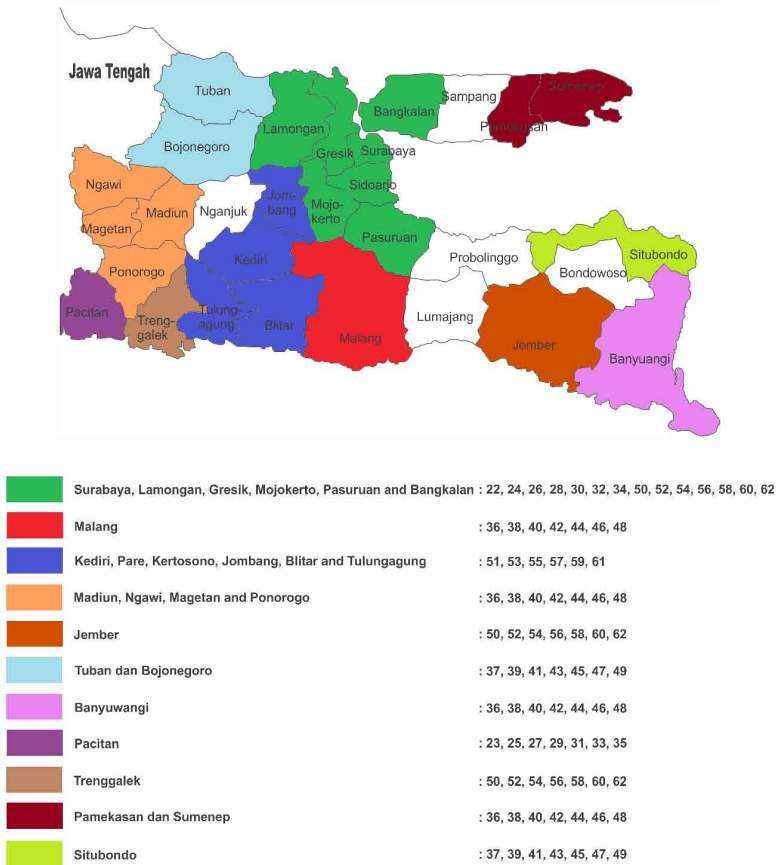 Jawa Tengah
Tuban
Sampang
Sumenep
Bangkalan
Lamongan
Pamekasan
Bojonegoro
Gresik
Surabaya
Ngawi
Sidoarjo
Madiun
Nganjuk
Jom-
bang
Mojo-
kerto
Magetan
Pasuruan
Ponorogo
Kediri
Probolinggo
Situbondo
Bondowoso
Pacitan
Treng-
galek
Tulung-
agung
Blitar
Malang
Lumajang
Jember
Banyuangi
Surabaya, Lamongan, Gresik, Mojokerto, Pasuruan and Bangkalan : 22, 24, 26, 28, 30, 32, 34, 50, 52, 54, 56, 58, 60, 62
Malang : 36, 38, 40, 42, 44, 46, 48
Kediri, Pare, Kertosono, Jombang, Blitar and Tulungagung : 51, 53, 55, 57, 59, 61
Madiun, Ngawi, Magetan and Ponorogo : 36, 38, 40, 42, 44, 46, 48
Jember : 50, 52, 54, 56, 58, 60, 62
Tuban dan Bojonegoro : 37, 39, 41, 43, 45, 47, 49
Banyuwangi : 36, 38, 40, 42, 44, 46, 48
Pacitan : 23, 25, 27, 29, 31, 33, 35
Trenggalek : 50, 52, 54, 56, 58, 60, 62
Pamekasan dan Sumenep : 36, 38, 40, 42, 44, 46, 48
Situbondo : 37, 39, 41, 43, 45, 47, 49